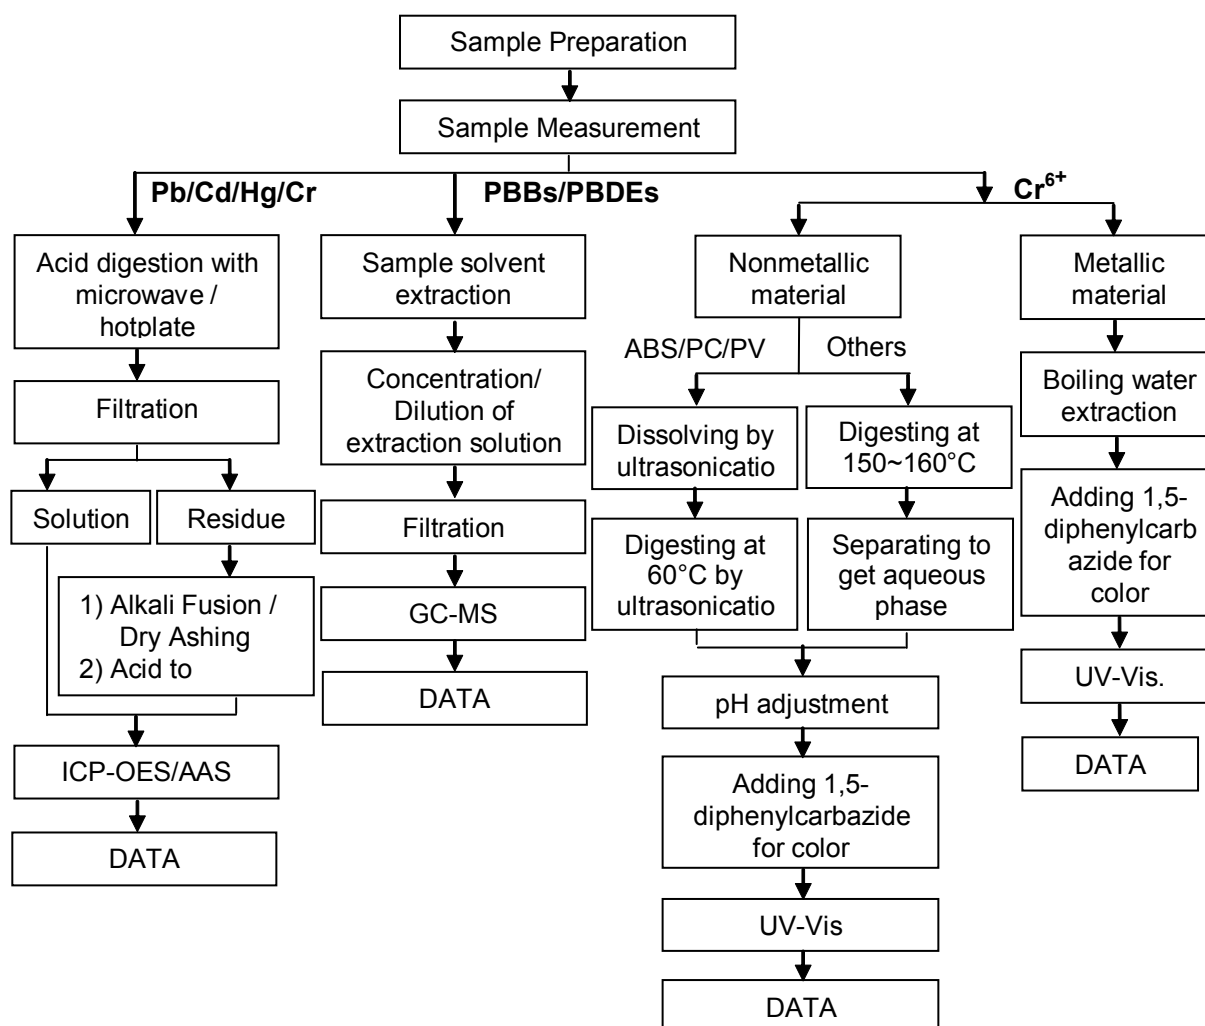 Sample Preparation
Sample Measurement
Pb/Cd/Hg/Cr
PBBs/PBDEs
Cr⁶⁺
Acid digestion with
microwave /
hotplate
Filtration
Solution
Residue
1) Alkali Fusion /
Dry Ashing
2) Acid to
ICP-OES/AAS
DATA
Sample solvent
extraction
Concentration/
Dilution of
extraction solution
Filtration
GC-MS
DATA
Nonmetallic
material
ABS/PC/PV
Others
Dissolving by
ultrasonicatio
Digesting at
60°C by
ultrasonicatio
Digesting at
150~160°C
Separating to
get aqueous
phase
pH adjustment
Adding 1,5-
diphenylcarbazide
for color
UV-Vis
DATA
Metallic
material
Boiling water
extraction
Adding 1,5-
diphenylcarb
azide for
color
UV-Vis.
DATA